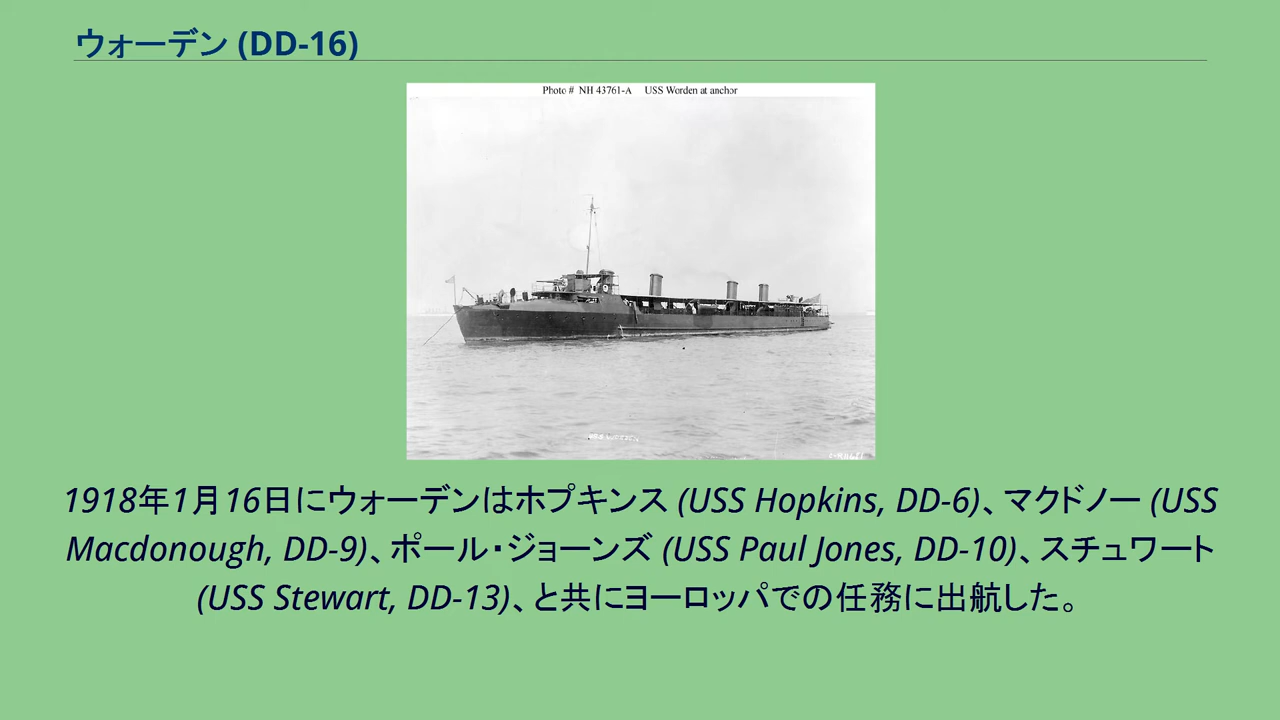 ウォーデン (DD-16)
Photo # NH 43761-A USS Worden at anchor
1918年1月16日にウォーデンはホプキンス (USS Hopkins, DD-6)、マクドノー (USS
Macdonough, DD-9)、ポール・ジョーンズ (USS Paul Jones, DD-10)、スチュワート
(USS Stewart, DD-13)、と共にヨーロッパでの任務に出航した。